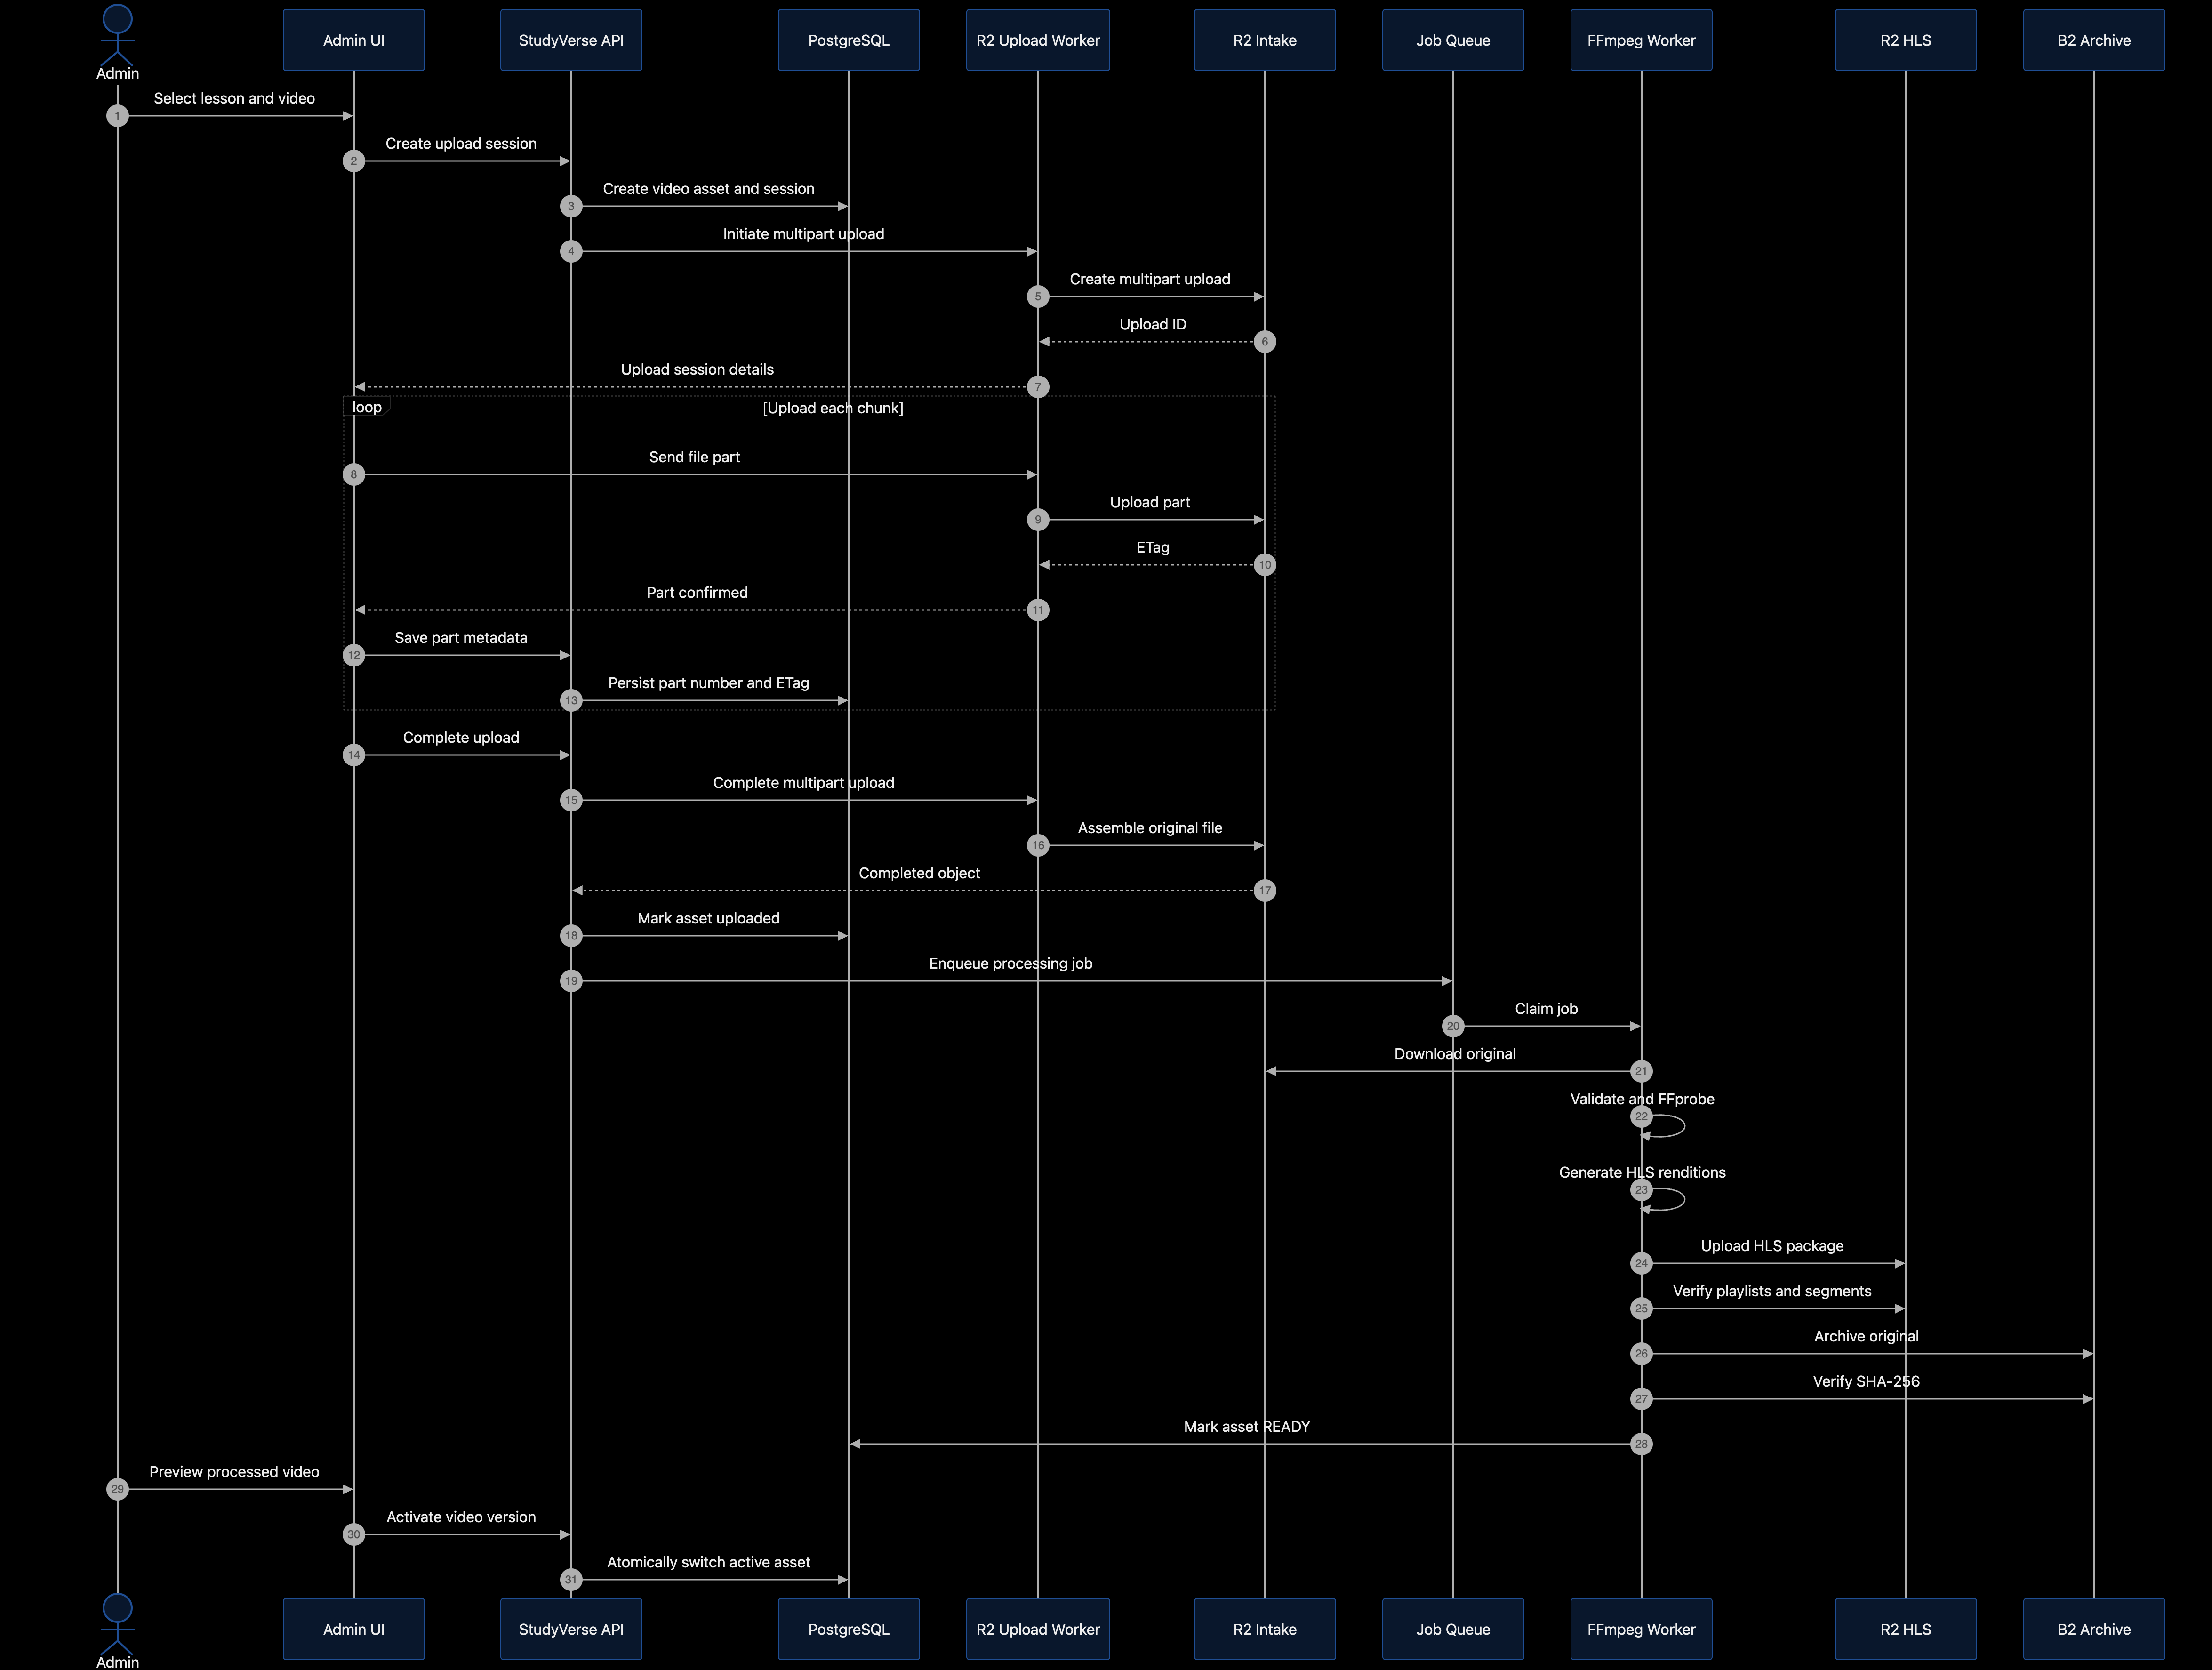 Admin
Admin UI
StudyVerse API
PostgreSQL
R2 Upload Worker
R2 Intake
Job Queue
FFmpeg Worker
R2 HLS
B2 Archive
1 Select lesson and video
2 Create upload session
3 Create video asset and session
4 Initiate multipart upload
5 Create multipart upload
6 Upload ID
7 Upload session details
loop [Upload each chunk]
8 Send file part
9 Upload part
10 ETag
11 Part confirmed
12 Save part metadata
13 Persist part number and ETag
14 Complete upload
15 Complete multipart upload
16 Assemble original file
17 Completed object
18 Mark asset uploaded
19 Enqueue processing job
20 Claim job
21 Download original
22 Validate and FFprobe
23 Generate HLS renditions
24 Upload HLS package
25 Verify playlists and segments
26 Archive original
27 Verify SHA-256
28 Mark asset READY
29 Preview processed video
30 Activate video version
31 Atomically switch active asset
Admin
Admin UI
StudyVerse API
PostgreSQL
R2 Upload Worker
R2 Intake
Job Queue
FFmpeg Worker
R2 HLS
B2 Archive